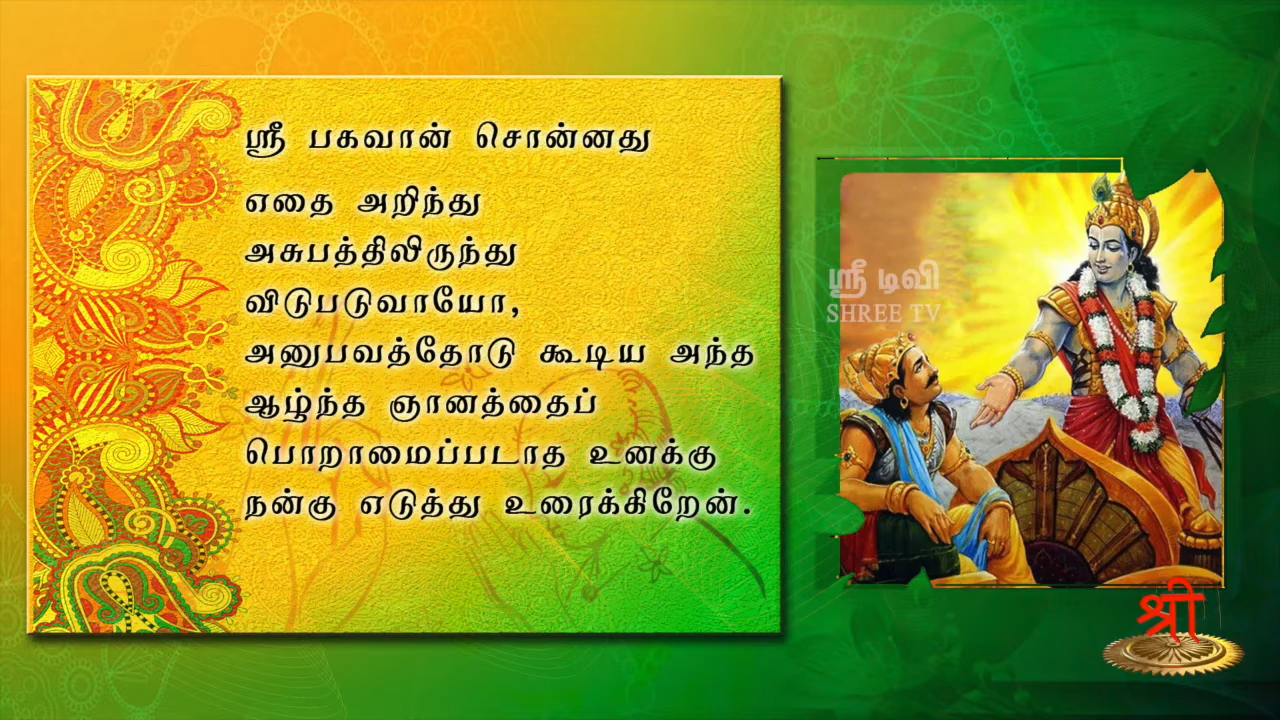 ஸ்ரீ பகவான் சொன்னது
எதை அறிந்து
அசுபத்திலிருந்து
விடுபடுவாயோ,
அனுபவத்தோடு கூடிய அந்த
ஆழ்ந்த ஞானத்தைப்
பொறாமைப்படாத உனக்கு
நன்கு எடுத்து உரைக்கிறேன்.
ஸ்ரீ டிவி
SHREE TV
श्री